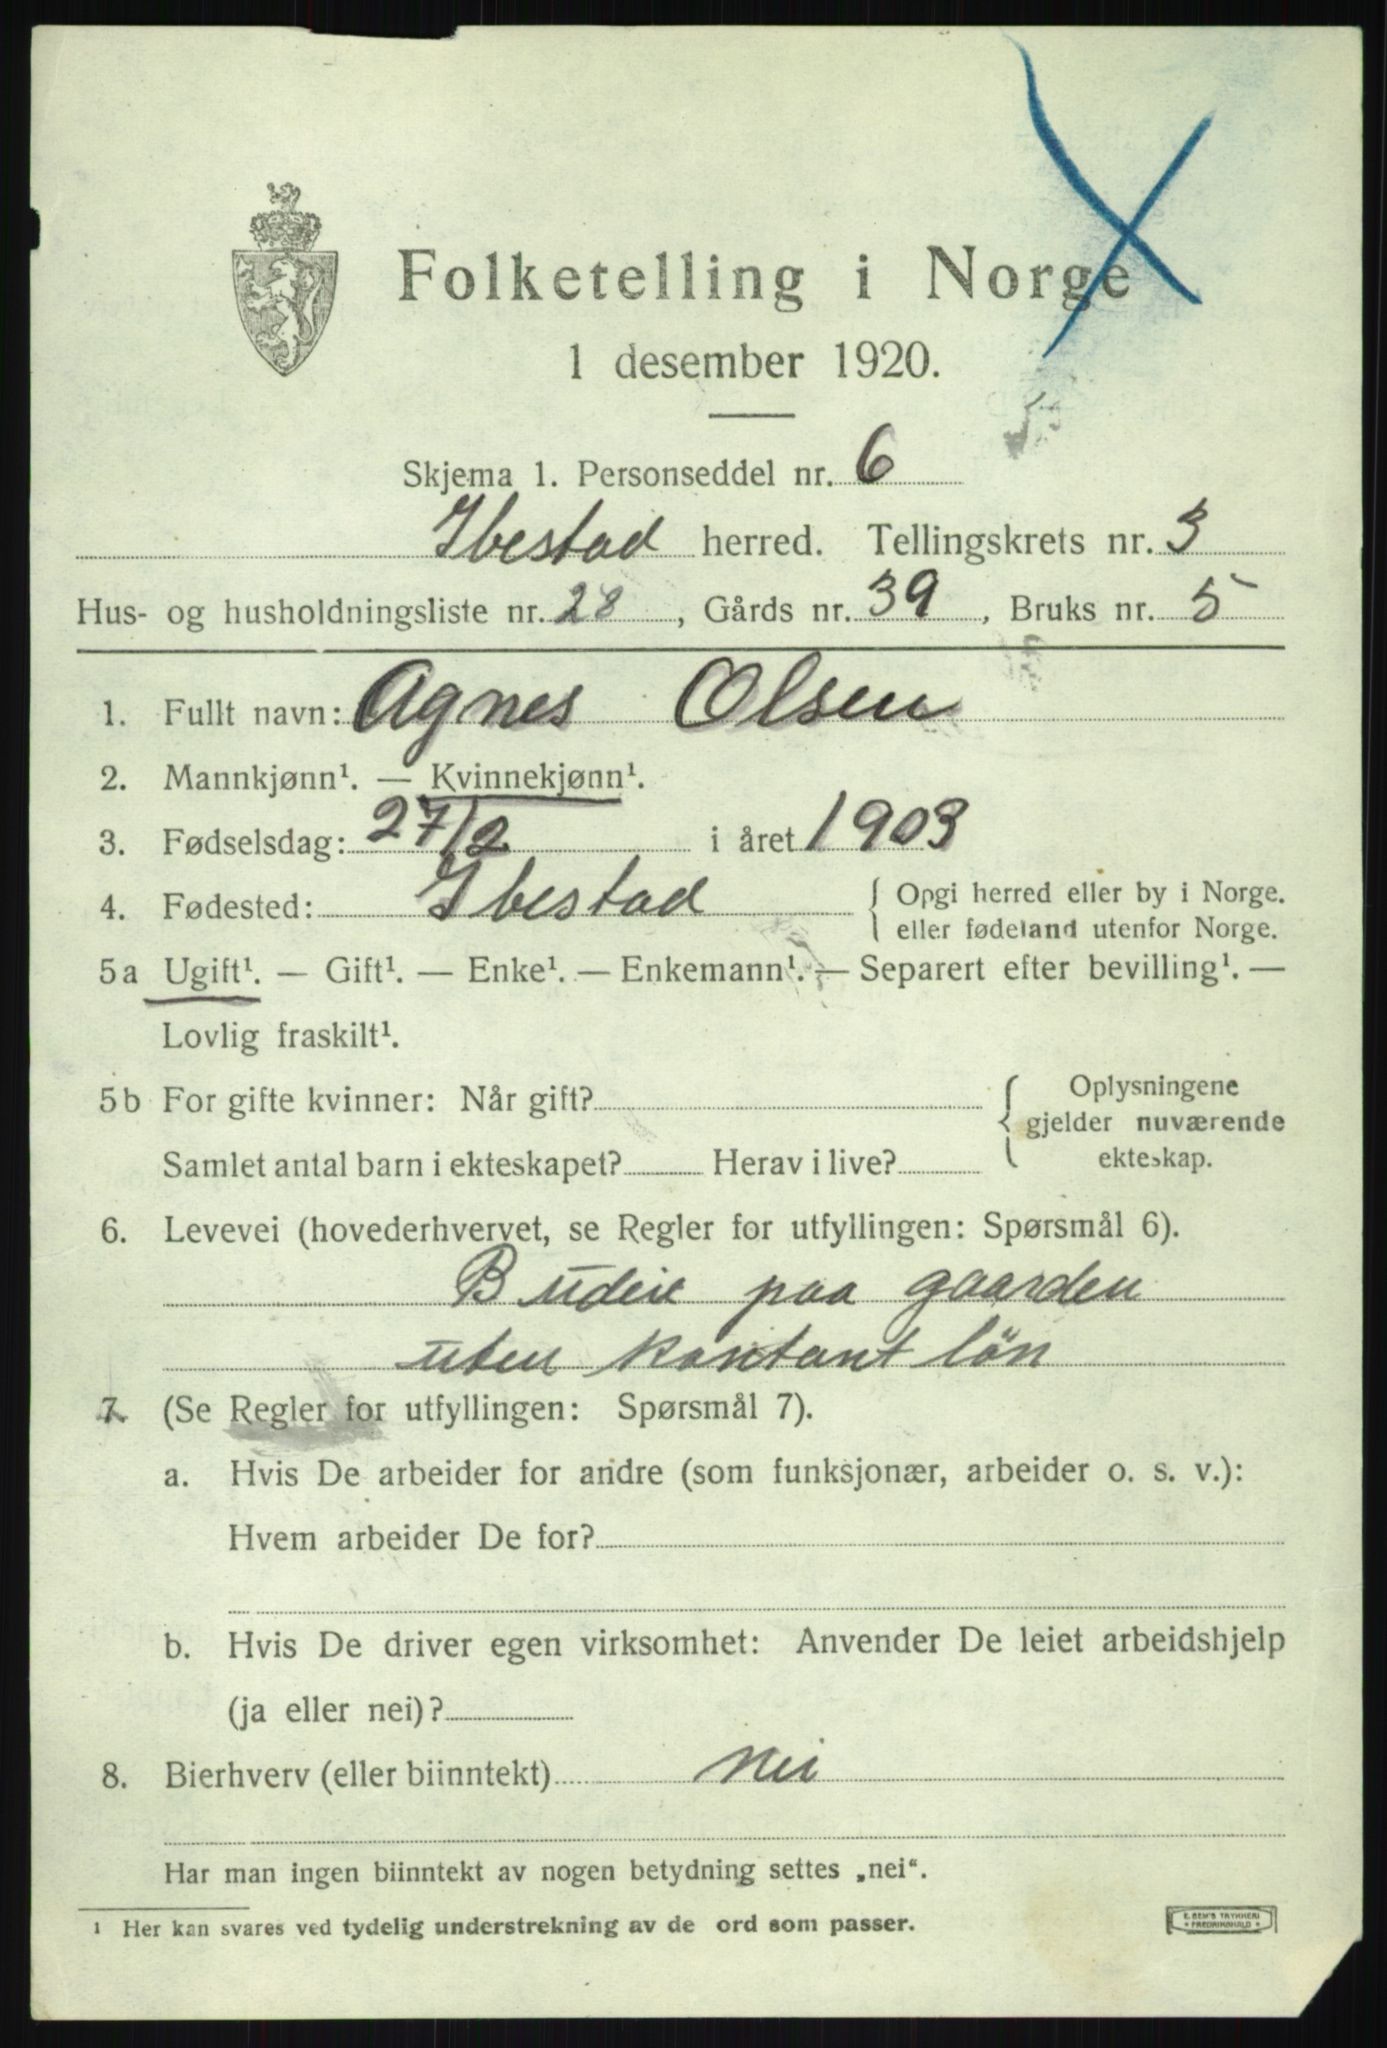 Folketelling i Norge
1 desember 1920.
Skjema 1. Personseddel nr. 6
Ibestad herred. Tellingskrets nr. 3
Hus- og husholdningsliste nr. 28, Gårds nr. 39, Bruks nr. 5
1. Fullt navn: Agnes Olsen
2. Mannkjønn¹. — Kvinnekjønn¹.
3. Fødselsdag: 27/2 i året 1903
4. Fødested: Ibestad { Opgi herred eller by i Norge.
eller fødeland utenfor Norge.
5a Ugift¹. — Gift¹. — Enke¹. — Enkemann¹. — Separert efter bevilling¹. —
Lovlig fraskilt¹.
5b For gifte kvinner: Når gift? { Oplysningene
gjelder nuværende
Samlet antal barn i ekteskapet? Herav i live? ekteskap.
6. Levevei (hovederhvervet, se Regler for utfyllingen: Spørsmål 6).
Budeie paa gaarden
uten kontant løn
7. (Se Regler for utfyllingen: Spørsmål 7).
a. Hvis De arbeider for andre (som funksjonær, arbeider o. s. v.):
Hvem arbeider De for?
b. Hvis De driver egen virksomhet: Anvender De leiet arbeidshjelp
(ja eller nei)?
8. Bierhverv (eller biinntekt) nei
Har man ingen biinntekt av nogen betydning settes „nei“.
¹ Her kan svares ved tydelig understrekning av de ord som passer.
E. SEM'S TRYKKERI
* FREDRIKSHALD *